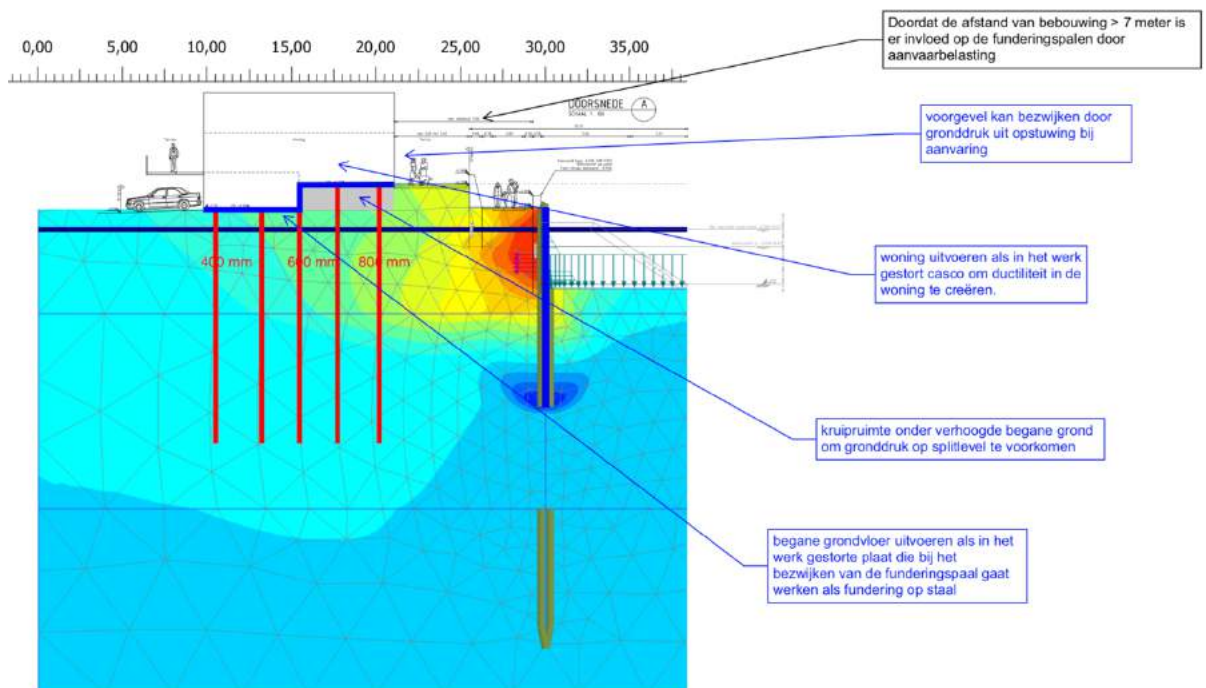 Doordat de afstand van bebouwing > 7 meter is
er invloed op de funderingspalen door
aanvaarbelasting
0,00 5,00 10,00 15,00 20,00 25,00 30,00 35,00
DOORSNEDE A
voorgevel kan bezwijken door
gronddruk uit opstuwing bij
aanvaring
woning uitvoeren als in het werk
gestort casco om ductiliteit in de
woning te creëren.
400 mm 600 mm 800 mm
kruipruimte onder verhoogde begane grond
om gronddruk op splitlevel te voorkomen
begane grondvloer uitvoeren als in het
werk gestorte plaat die bij het
bezwijken van de funderingspaal gaat
werken als fundering op staal